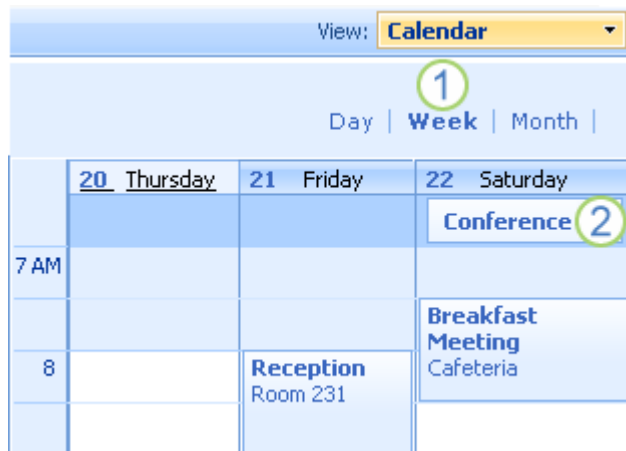 View: Calendar
1
Day | Week | Month |
20 Thursday 21 Friday 22 Saturday
Conference 2
7 AM
Breakfast
Meeting
Cafeteria
8
Reception
Room 231